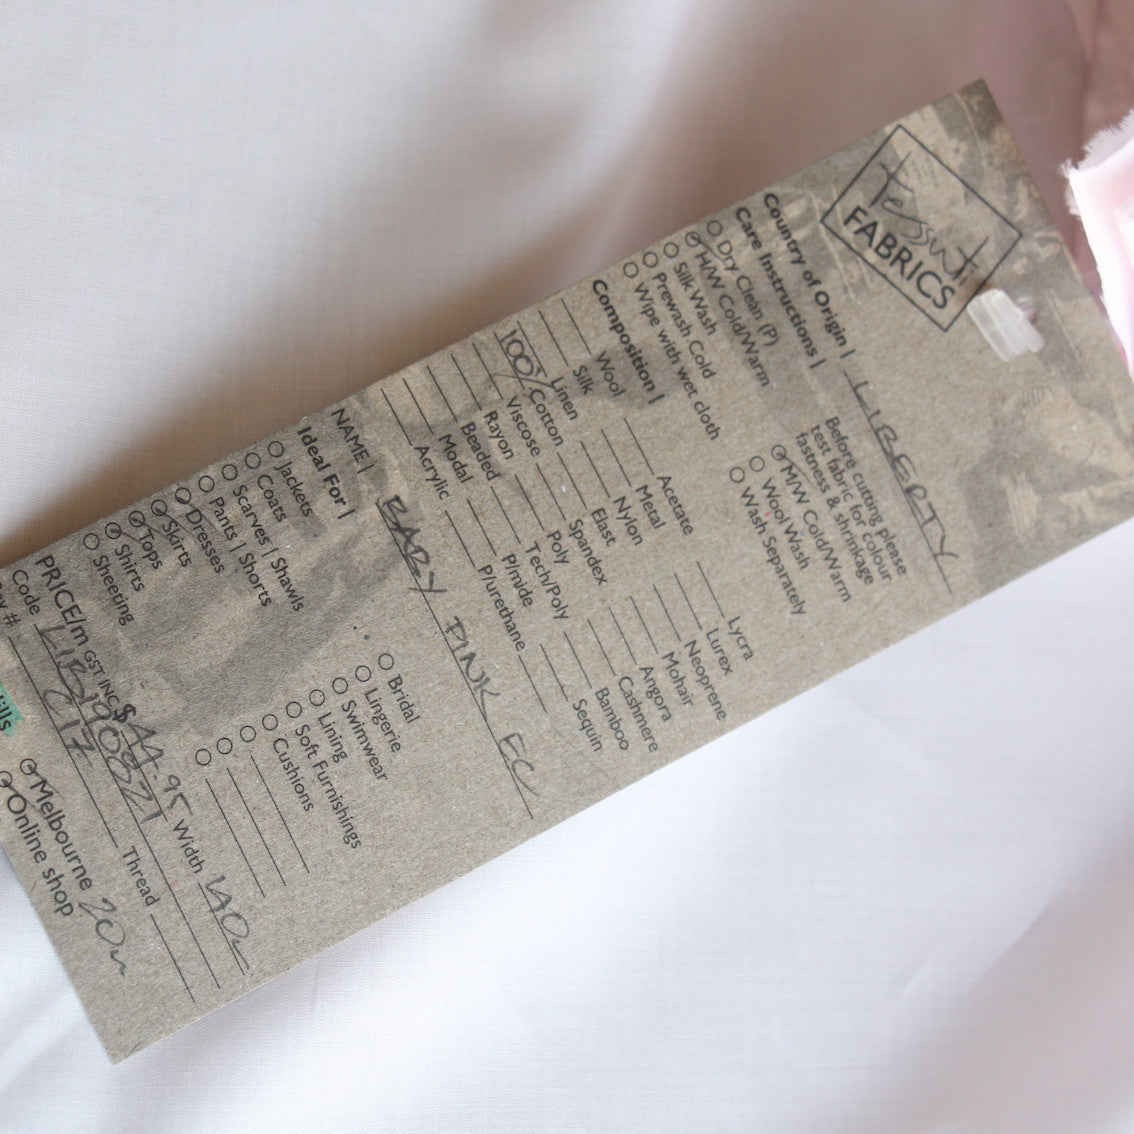 Tessuti
FABRICS
Country of Origin | LIBERTY
Care Instructions |
Before cutting please
test fabric for colour
fastness & shrinkage
Dry Clean (P)
H/W Cold/Warm
Silk Wash
Prewash Cold
Wipe with wet cloth
M/W Cold/Warm
Wool Wash
Wash Separately
Composition |
Wool
Silk
Linen
100% Cotton
Viscose
Rayon
Beaded
Modal
Acrylic
Acetate
Metal
Nylon
Elast
Spandex
Poly
Tech/Poly
P/mide
P/urethane
Lycra
Lurex
Neoprene
Mohair
Angora
Cashmere
Bamboo
Sequin
NAME | BABY PINK EC
Ideal For |
Jackets
Coats
Scarves | Shawls
Pants | Shorts
Dresses
Skirts
Tops
Shirts
Sheeting
Bridal
Lingerie
Swimwear
Lining
Soft Furnishings
Cushions
PRICE/m GST INC $44.95 Width 140
Code LIB190821
C17 Thread
Melbourne 20m
Online shop